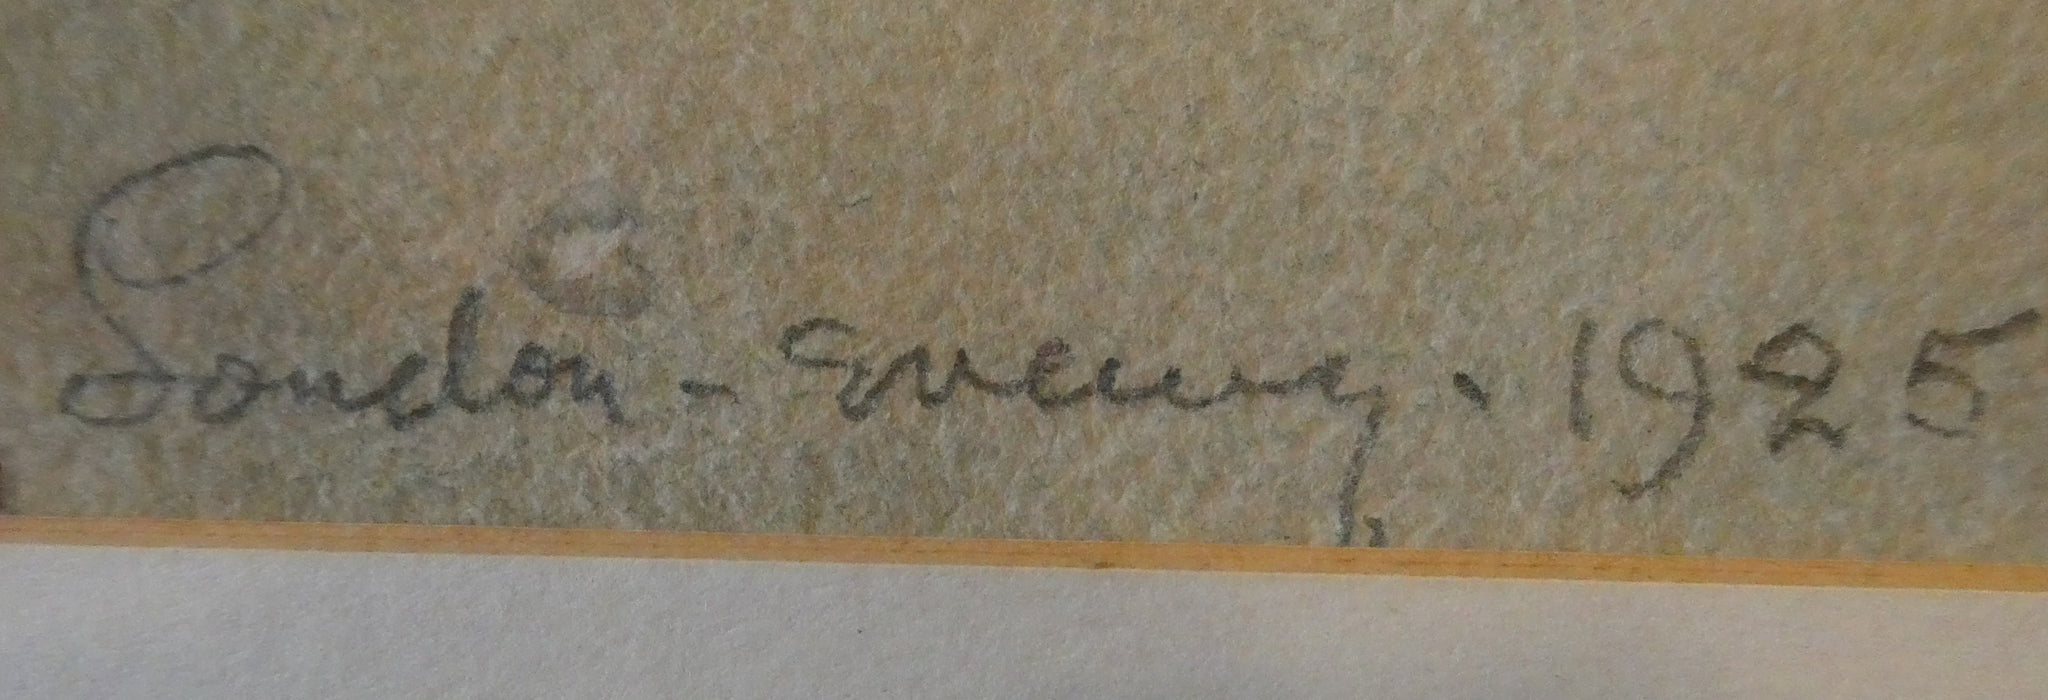 London - Evening. 1925